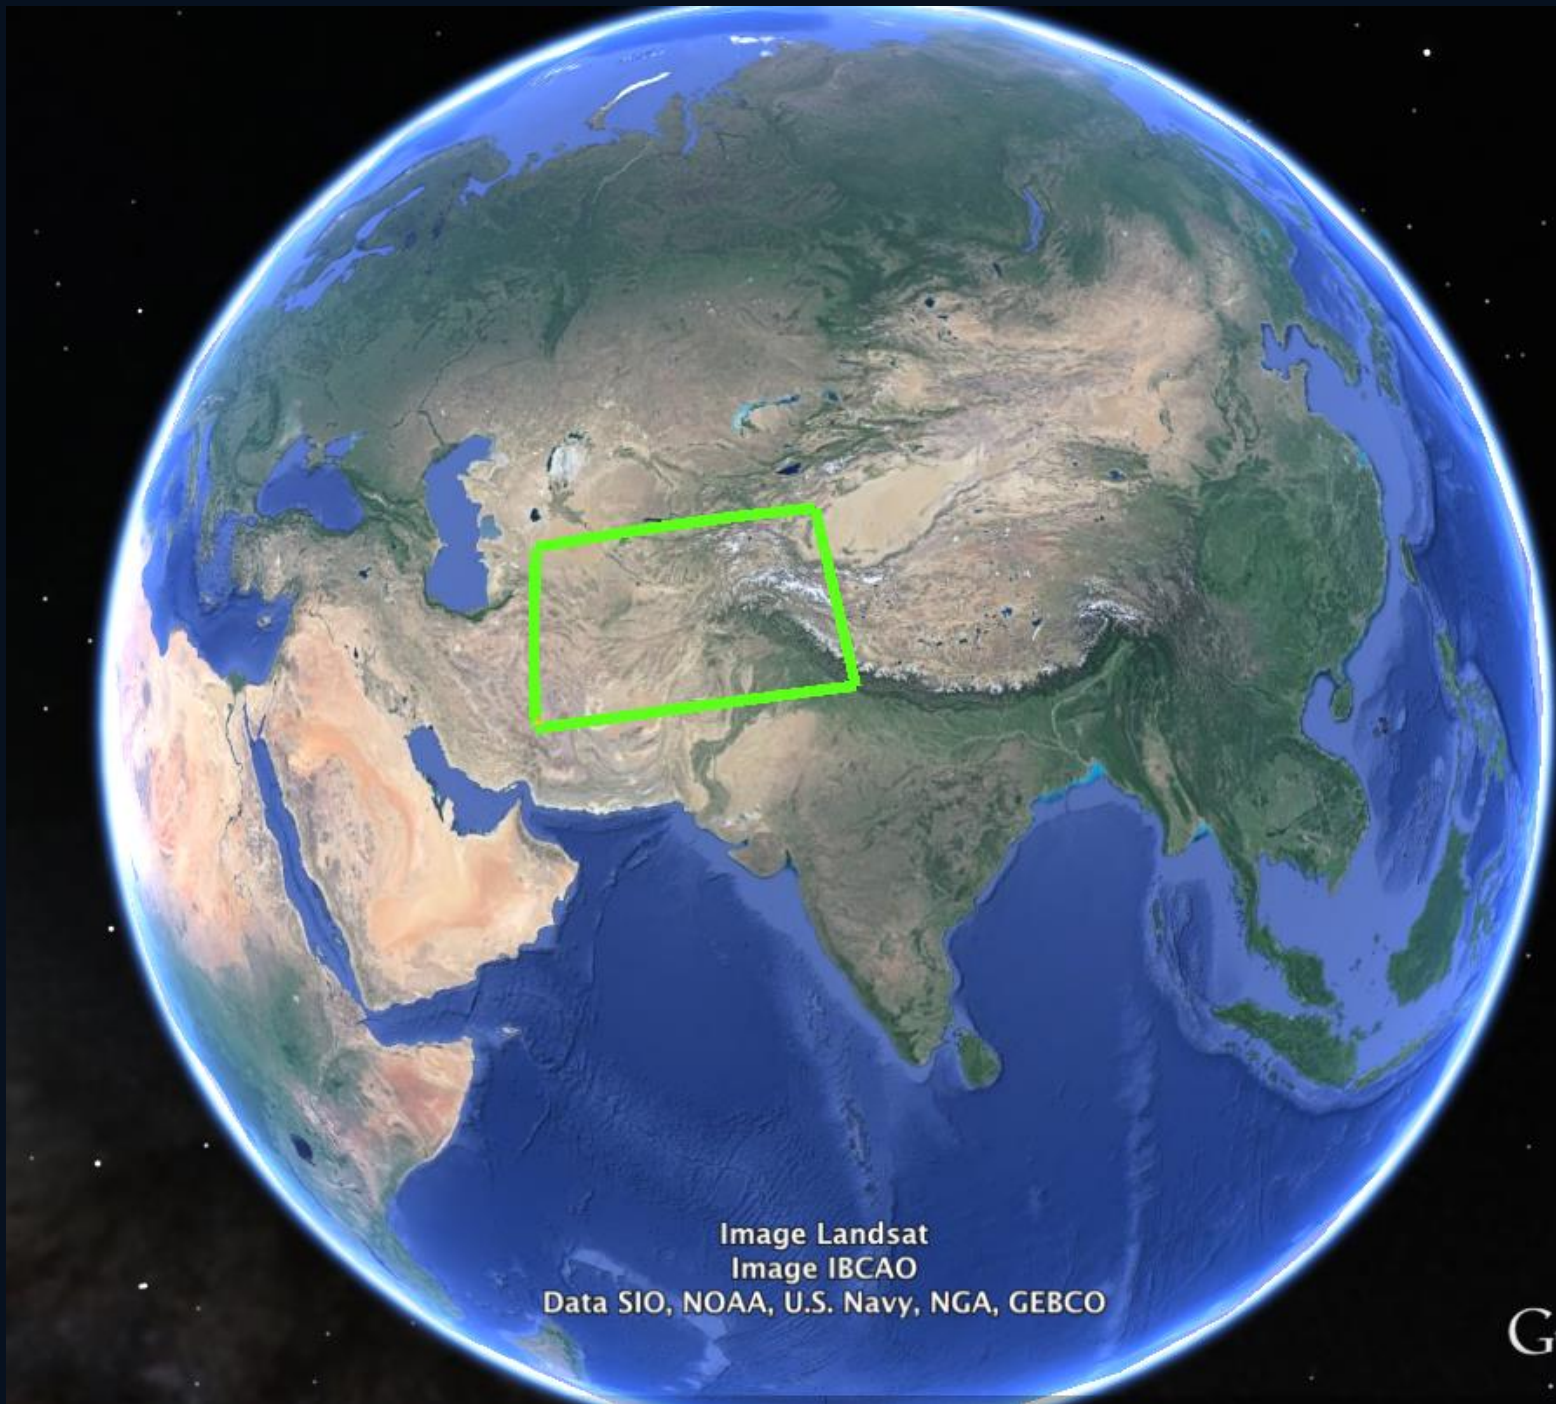 Image Landsat
Image IBCAO
Data SIO, NOAA, U.S. Navy, NGA, GEBCO
G